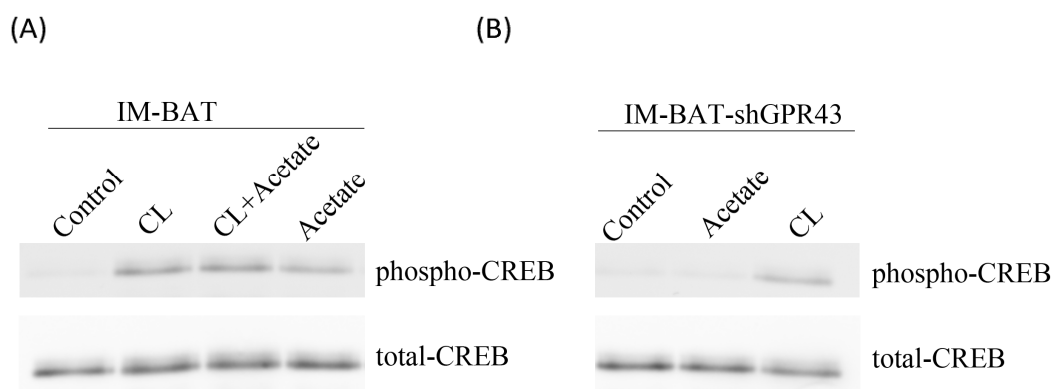 (A)
IM-BAT
Control
CL
CL+Acetate
Acetate
phospho-CREB
total-CREB
(B)
IM-BAT-shGPR43
Control
Acetate
CL
phospho-CREB
total-CREB